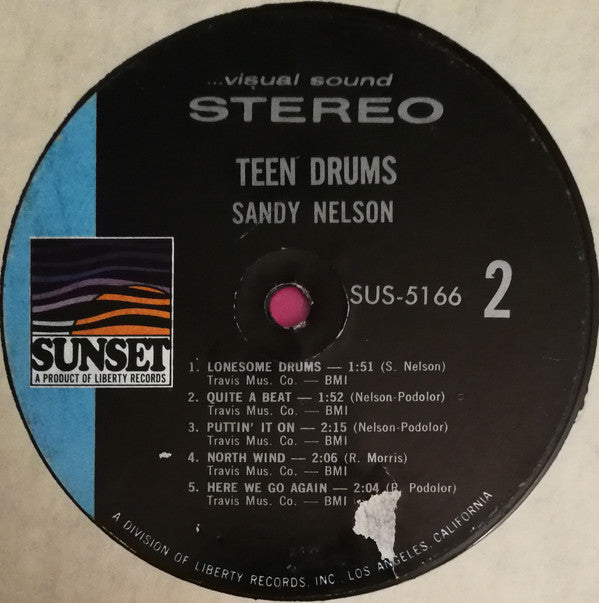 ...visual sound
STEREO
TEEN DRUMS
SANDY NELSON
SUS-5166 2
SUNSET
A PRODUCT OF LIBERTY RECORDS
1. LONESOME DRUMS — 1:51 (S. Nelson)
Travis Mus. Co. — BMI
2. QUITE A BEAT — 1:52 (Nelson-Podolor)
Travis Mus. Co. — BMI
3. PUTTIN' IT ON — 2:15 (Nelson-Podolor)
Travis Mus. Co. — BMI
4. NORTH WIND — 2:06 (R. Morris)
Travis Mus. Co. — BMI
5. HERE WE GO AGAIN — 2:04 (R. Podolor)
Travis Mus. Co. — BMI
A DIVISION OF LIBERTY RECORDS, INC. LOS ANGELES, CALIFORNIA